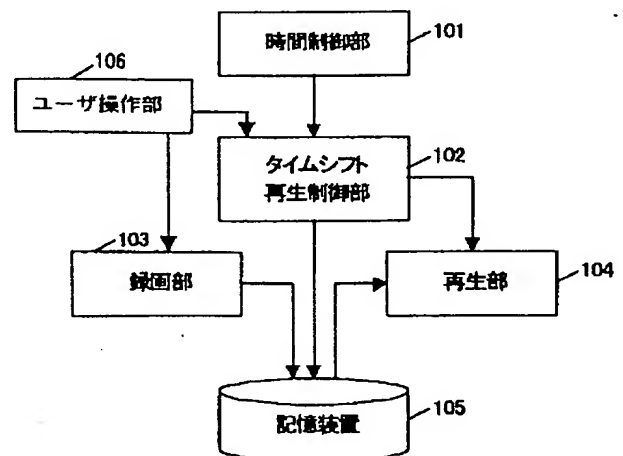 時間制御部
101
106
ユーザ操作部
タイムシフト
再生制御部
102
103
録画部
再生部
104
記憶装置
105